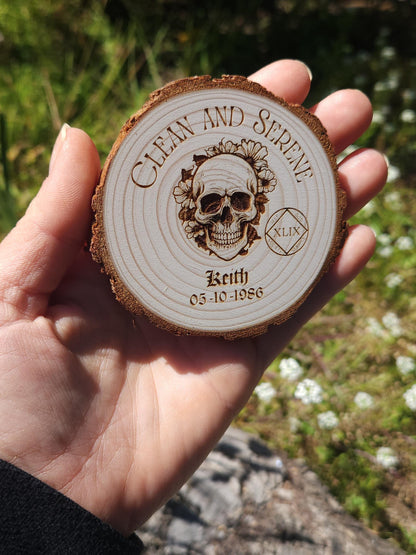 CLEAN AND SERENE
XLIX
Keith
05-10-1986